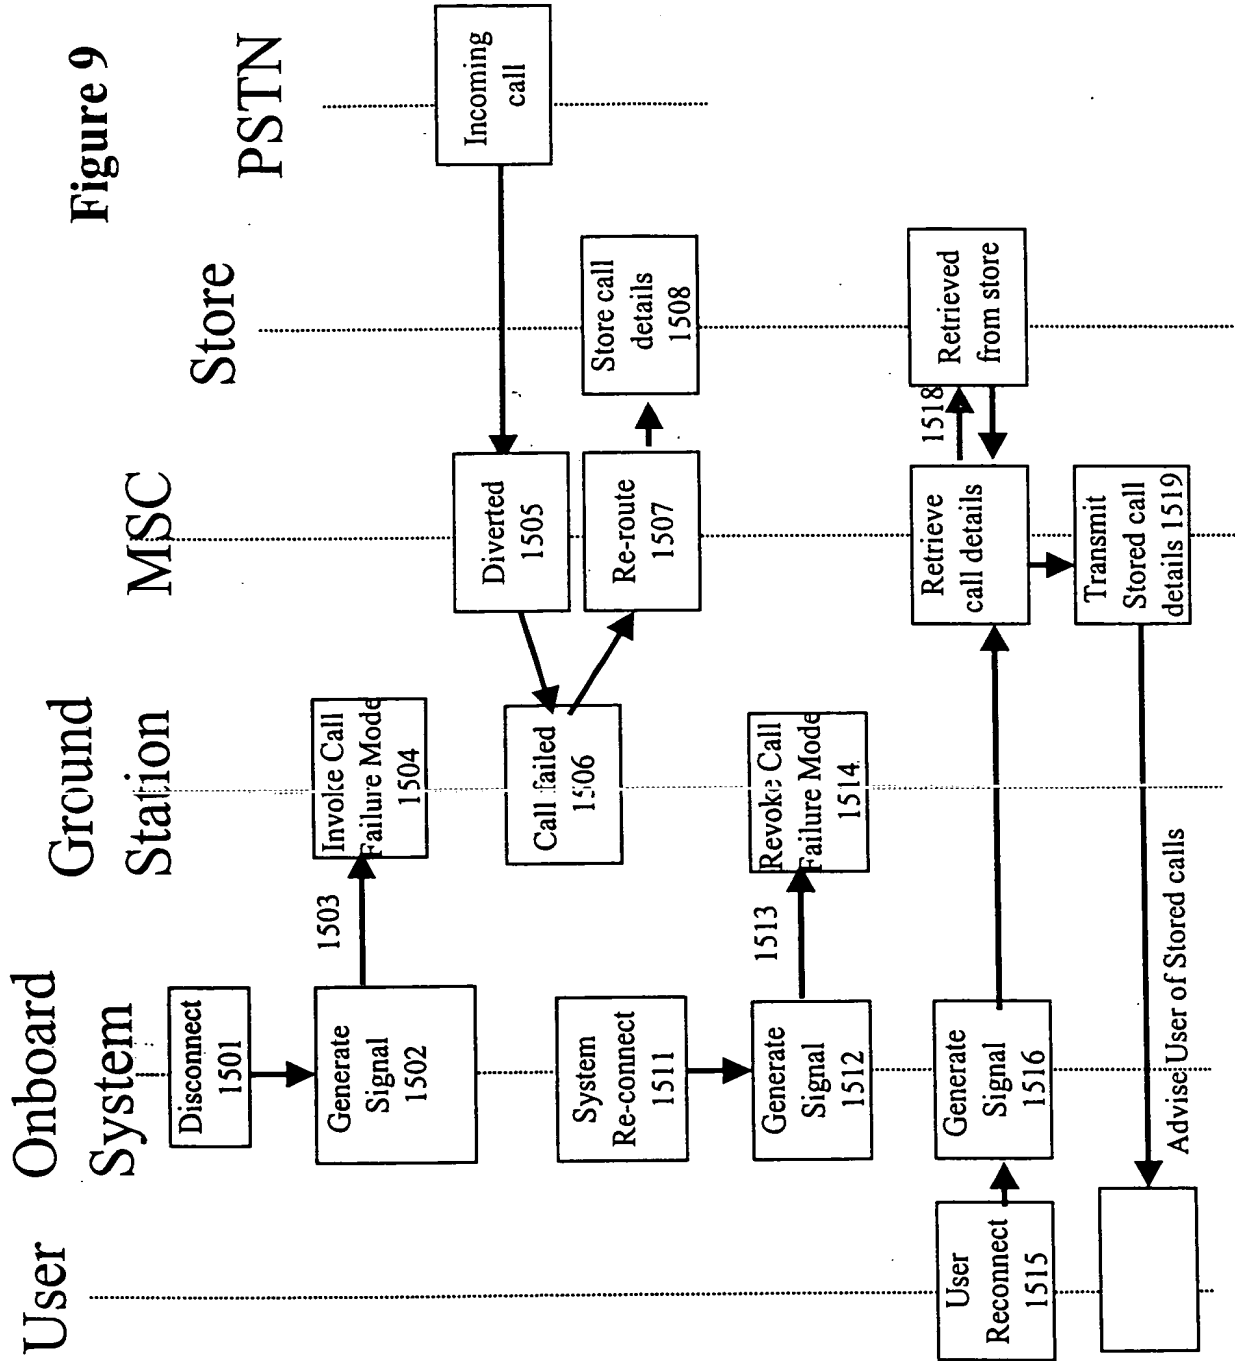 Figure 9
User
Onboard
System
Ground
Station
MSC
Store
PSTN
Disconnect
1501
Generate
Signal
1502
1503
Invoke Call
Failure Mode
1504
Incoming
call
Diverted
1505
Call failed
1506
Re-route
1507
Store call
details
1508
System
Re-connect
1511
Generate
Signal
1512
1513
Revoke Call
Failure Mode
1514
User
Reconnect
1515
Generate
Signal
1516
Retrieve
call details
1518
Retrieved
from store
Transmit
Stored call
details 1519
Advise User of Stored calls